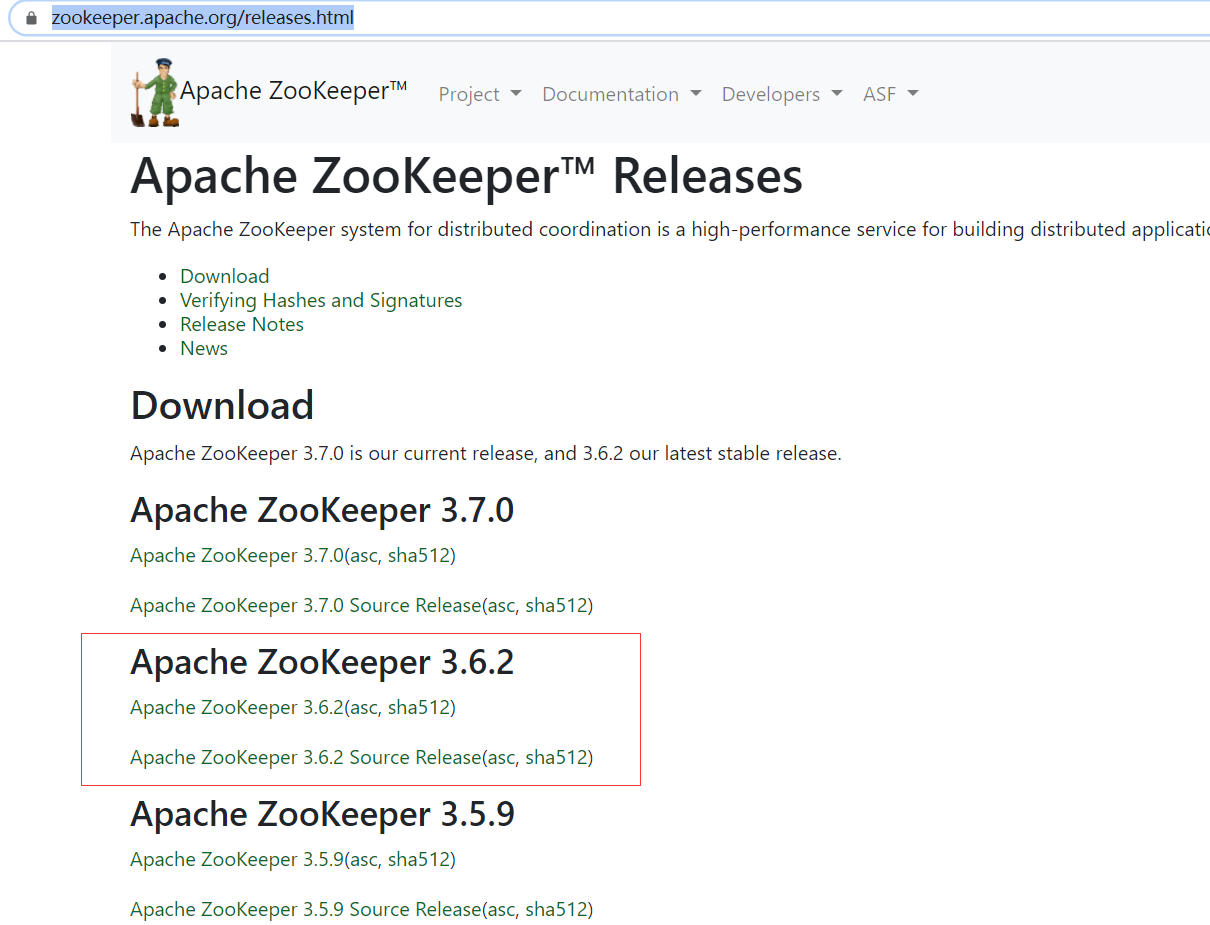 zookeeper.apache.org/releases.html
Apache ZooKeeper™ Project Documentation Developers ASF
Apache ZooKeeper™ Releases
The Apache ZooKeeper system for distributed coordination is a high-performance service for building distributed
Download
Verifying Hashes and Signatures
Release Notes
News
Download
Apache ZooKeeper 3.7.0 is our current release, and 3.6.2 our latest stable release.
Apache ZooKeeper 3.7.0
Apache ZooKeeper 3.7.0(asc, sha512)
Apache ZooKeeper 3.7.0 Source Release(asc, sha512)
Apache ZooKeeper 3.6.2
Apache ZooKeeper 3.6.2(asc, sha512)
Apache ZooKeeper 3.6.2 Source Release(asc, sha512)
Apache ZooKeeper 3.5.9
Apache ZooKeeper 3.5.9(asc, sha512)
Apache ZooKeeper 3.5.9 Source Release(asc, sha512)